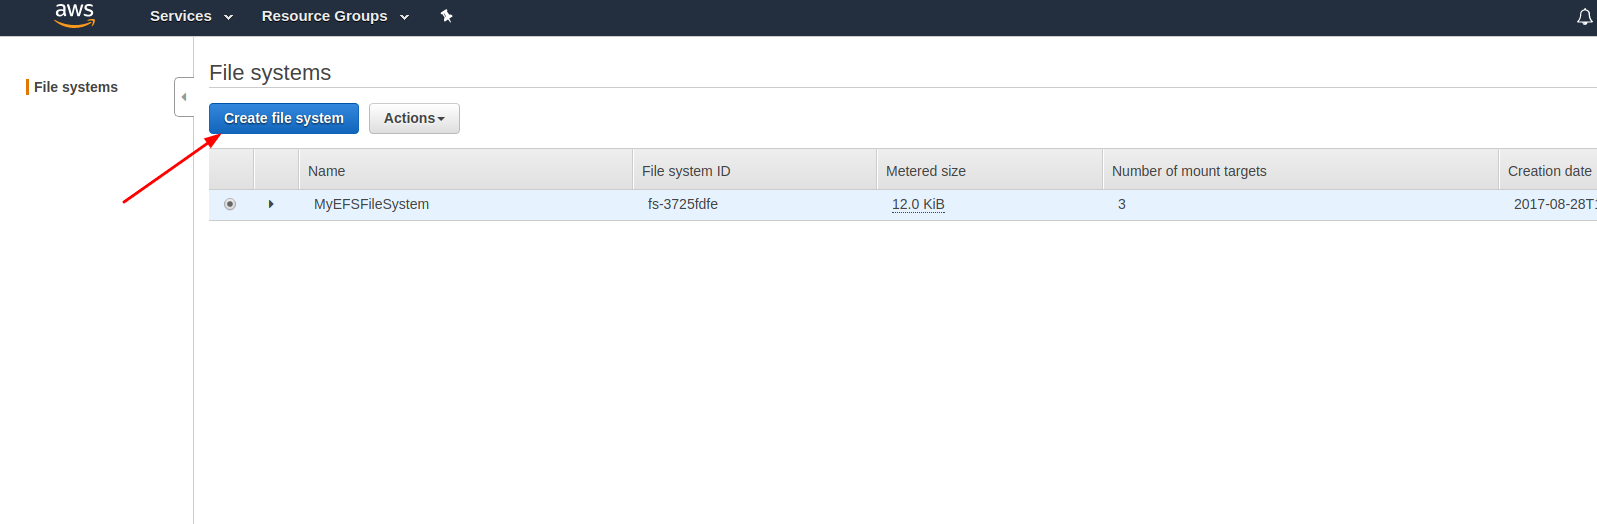 aws Services Resource Groups
File systems
File systems
Create file system Actions
Name File system ID Metered size Number of mount targets Creation date
MyEFSFileSystem fs-3725fdfe 12.0 KiB 3 2017-08-28T